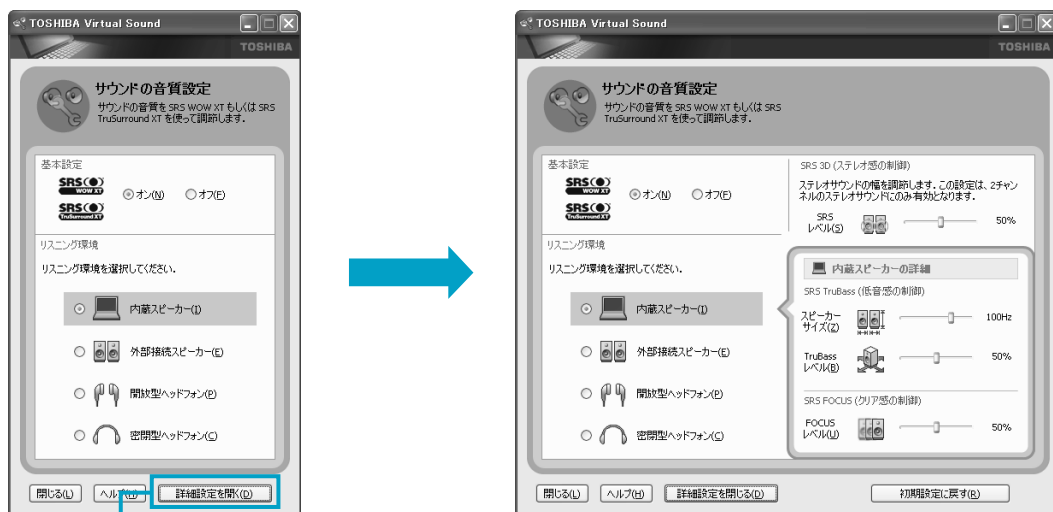 TOSHIBA Virtual Sound
TOSHIBA
サウンドの音質設定
サウンドの音質を SRS WOW XT もしくは SRS
TruSurround XT を使って調節します.
基本設定
SRS(●)
WOW XT
オン(N)
オフ(F)
SRS(●)
TruSurround XT
リスニング環境
リスニング環境を選択してください.
内蔵スピーカー(I)
外部接続スピーカー(E)
開放型ヘッドフォン(P)
密閉型ヘッドフォン(C)
閉じる(L)
ヘルプ(H)
詳細設定を開く(D)
TOSHIBA Virtual Sound
TOSHIBA
サウンドの音質設定
サウンドの音質を SRS WOW XT もしくは SRS
TruSurround XT を使って調節します.
基本設定
SRS(●)
WOW XT
オン(N)
オフ(F)
SRS(●)
TruSurround XT
リスニング環境
リスニング環境を選択してください.
内蔵スピーカー(I)
外部接続スピーカー(E)
開放型ヘッドフォン(P)
密閉型ヘッドフォン(C)
SRS 3D (ステレオ感の制御)
ステレオサウンドの幅を調節します. この設定は、2チャン
ネルのステレオサウンドにのみ有効となります.
SRS
レベル(S)
50%
内蔵スピーカーの詳細
SRS TruBass (低音感の制御)
スピーカー
サイズ(Z)
100Hz
TruBass
レベル(B)
50%
SRS FOCUS (クリア感の制御)
FOCUS
レベル(U)
50%
閉じる(L)
ヘルプ(H)
詳細設定を閉じる(D)
初期設定に戻す(R)